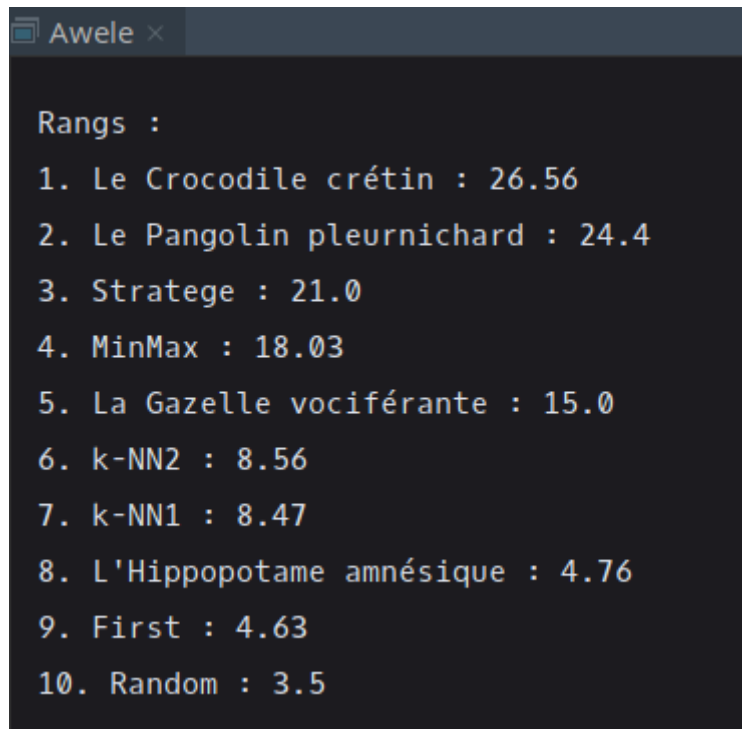 Awele ×
Rangs :
1. Le Crocodile crétin : 26.56
2. Le Pangolin pleurnichard : 24.4
3. Stratege : 21.0
4. MinMax : 18.03
5. La Gazelle vociférante : 15.0
6. k-NN2 : 8.56
7. k-NN1 : 8.47
8. L'Hippopotame amnésique : 4.76
9. First : 4.63
10. Random : 3.5